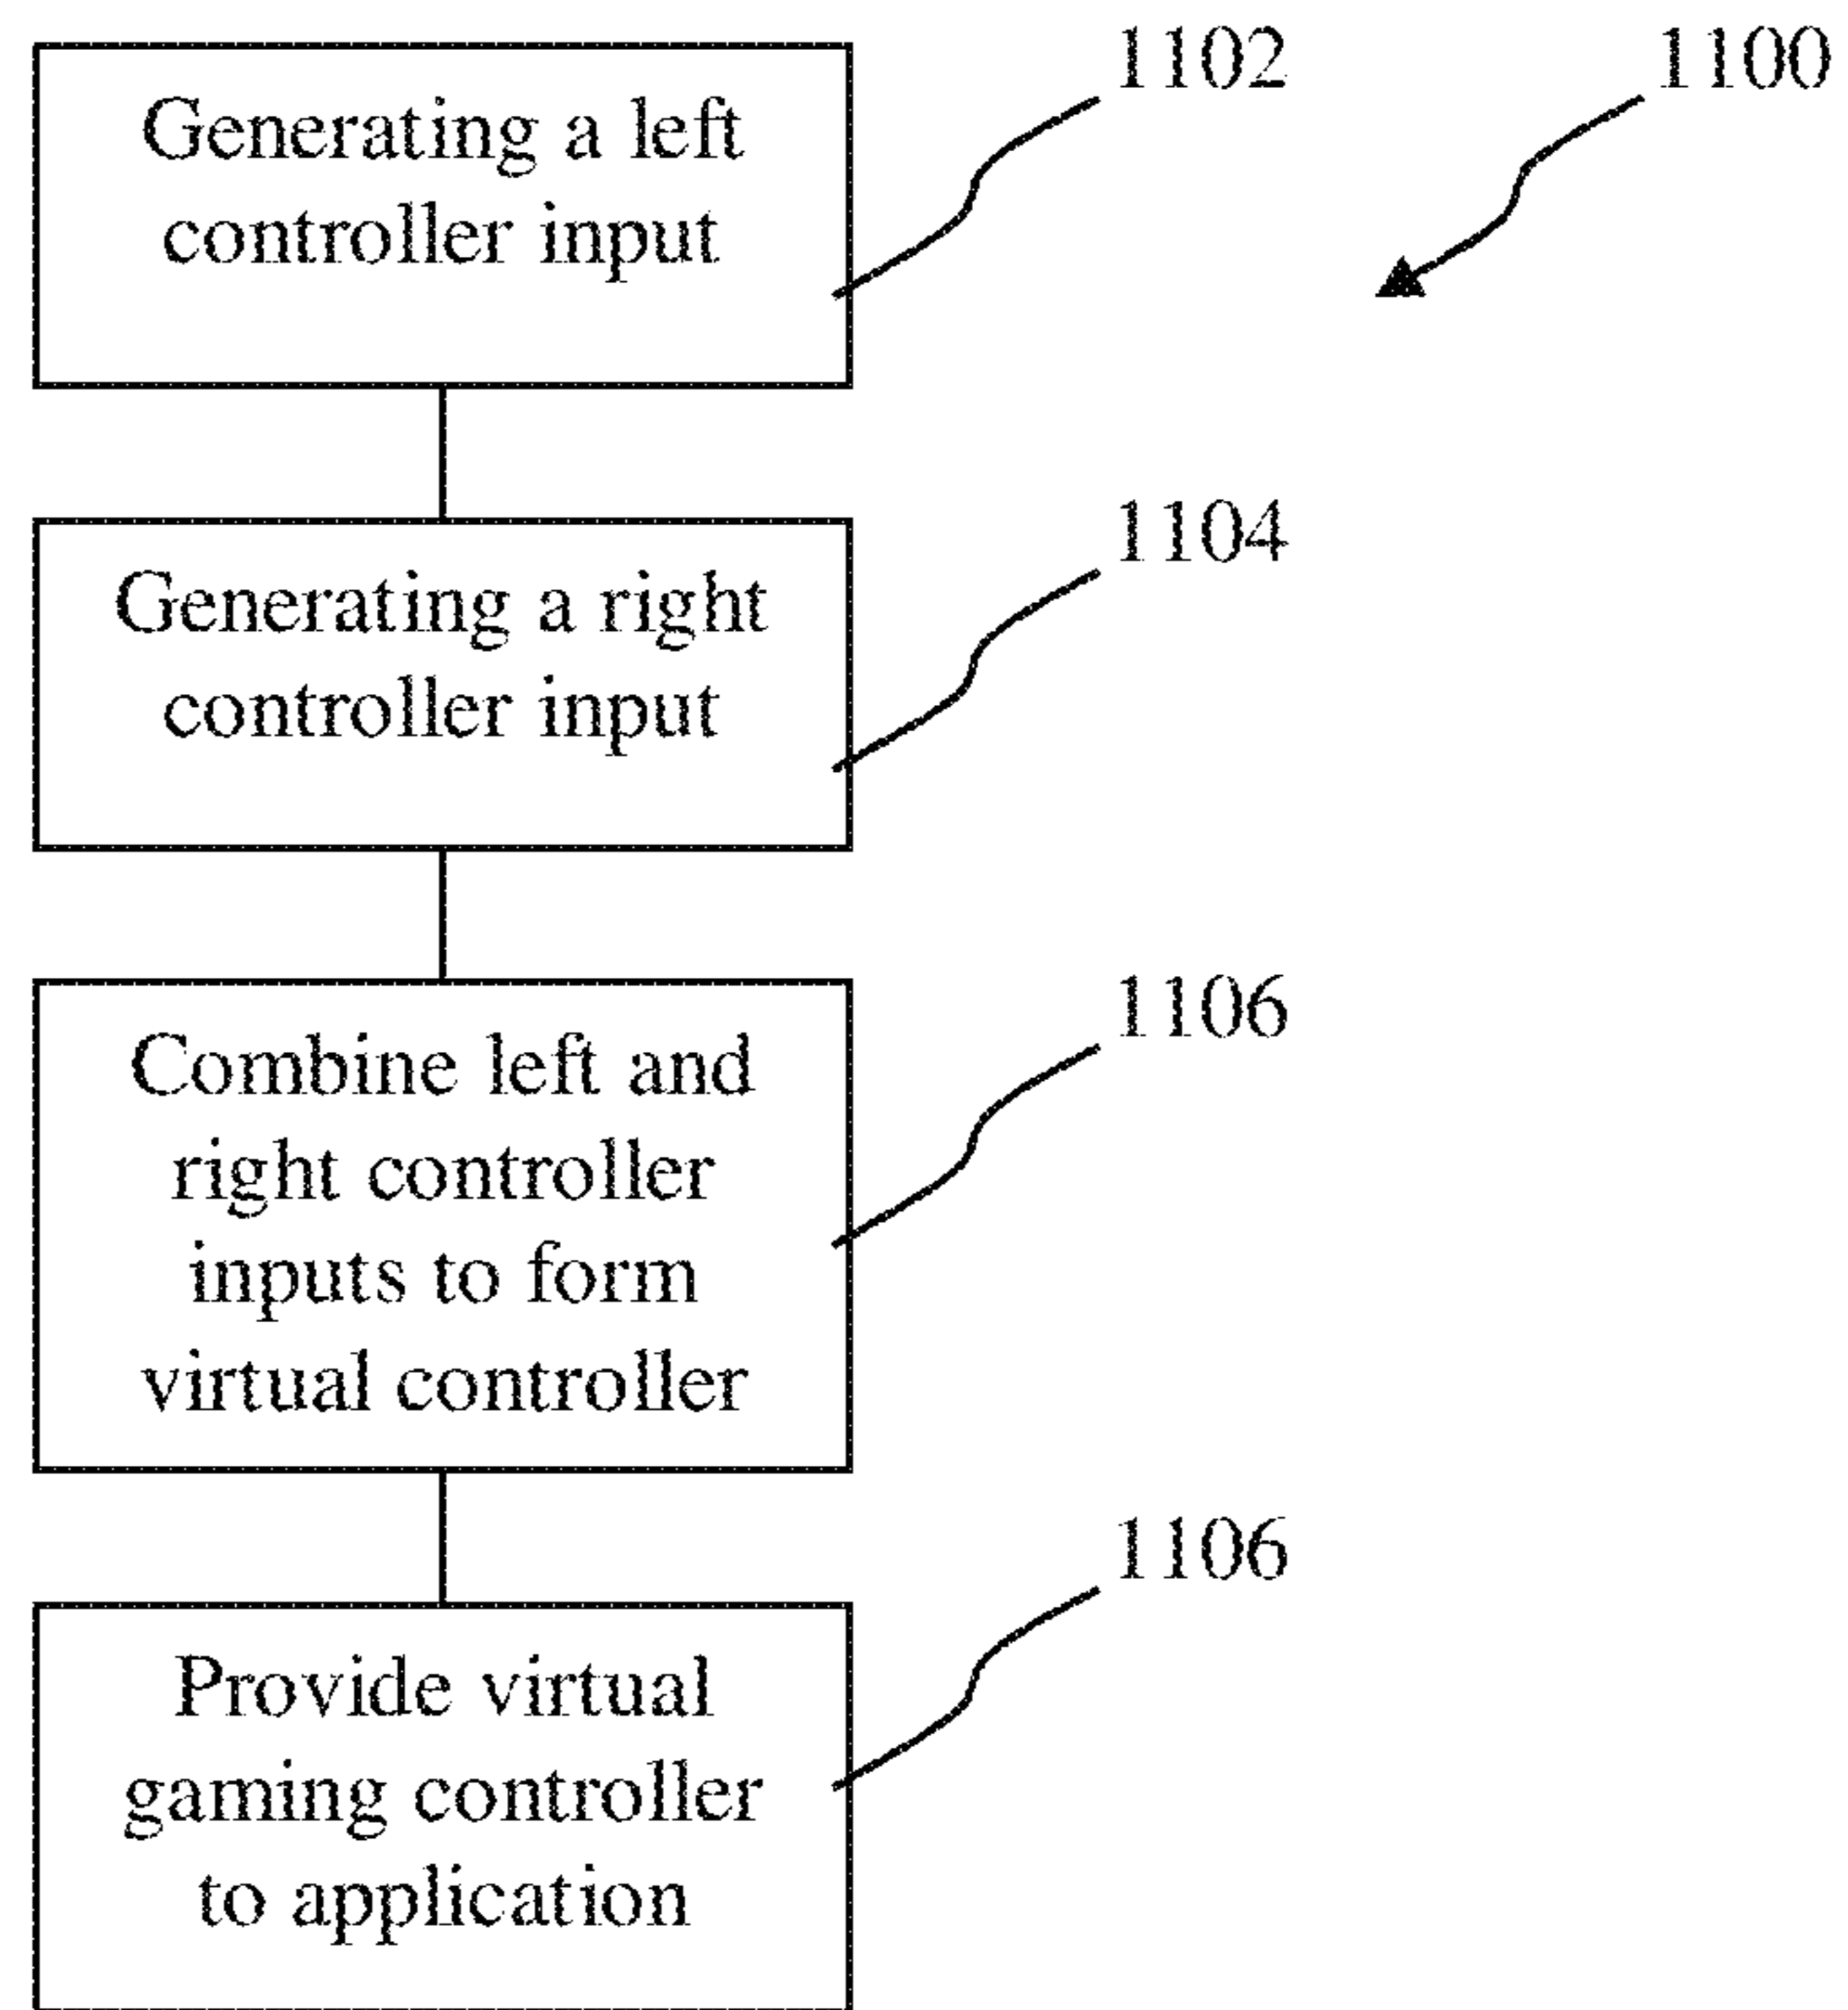 1102
1100
Generating a left
controller input
1104
Generating a right
controller input
1106
Combine left and
right controller
inputs to form
virtual controller
1106
Provide virtual
gaming controller
to application